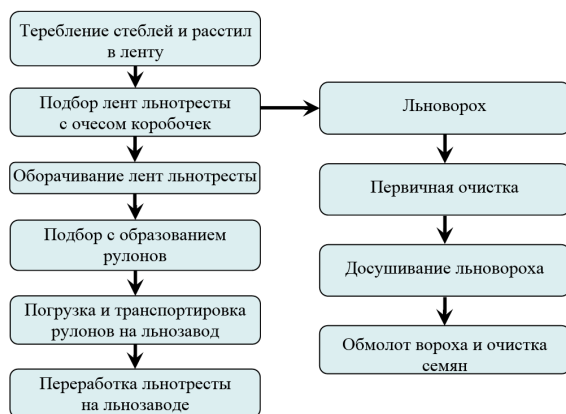 Теребление стеблей и расстил
в ленту
Подбор лент льнотресты
с очесом коробочек
Оборачивание лент льнотресты
Подбор с образованием
рулонов
Погрузка и транспортировка
рулонов на льнозавод
Переработка льнотресты
на льнозаводе
Льноворох
Первичная очистка
Досушивание льновороха
Обмолот вороха и очистка
семян